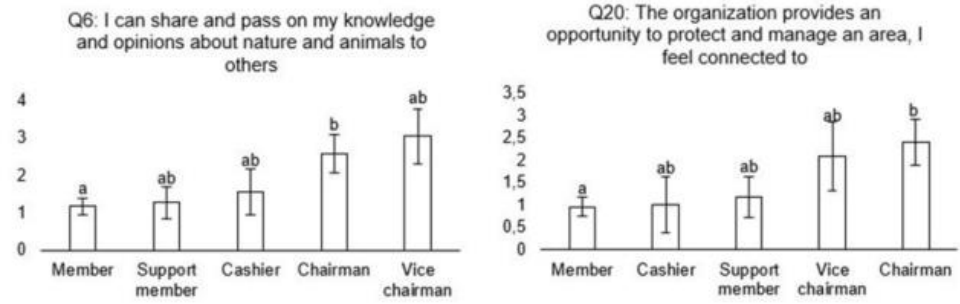 Q6: I can share and pass on my knowledge
and opinions about nature and animals to
others
4
3
2
1
0
a
ab
ab
b
ab
Member
Support
member
Cashier
Chairman
Vice
chairman
Q20: The organization provides an
opportunity to protect and manage an area, I
feel connected to
3,5
3
2,5
2
1,5
1
0,5
0
a
ab
ab
ab
b
Member
Cashier
Support
member
Vice
chairman
Chairman